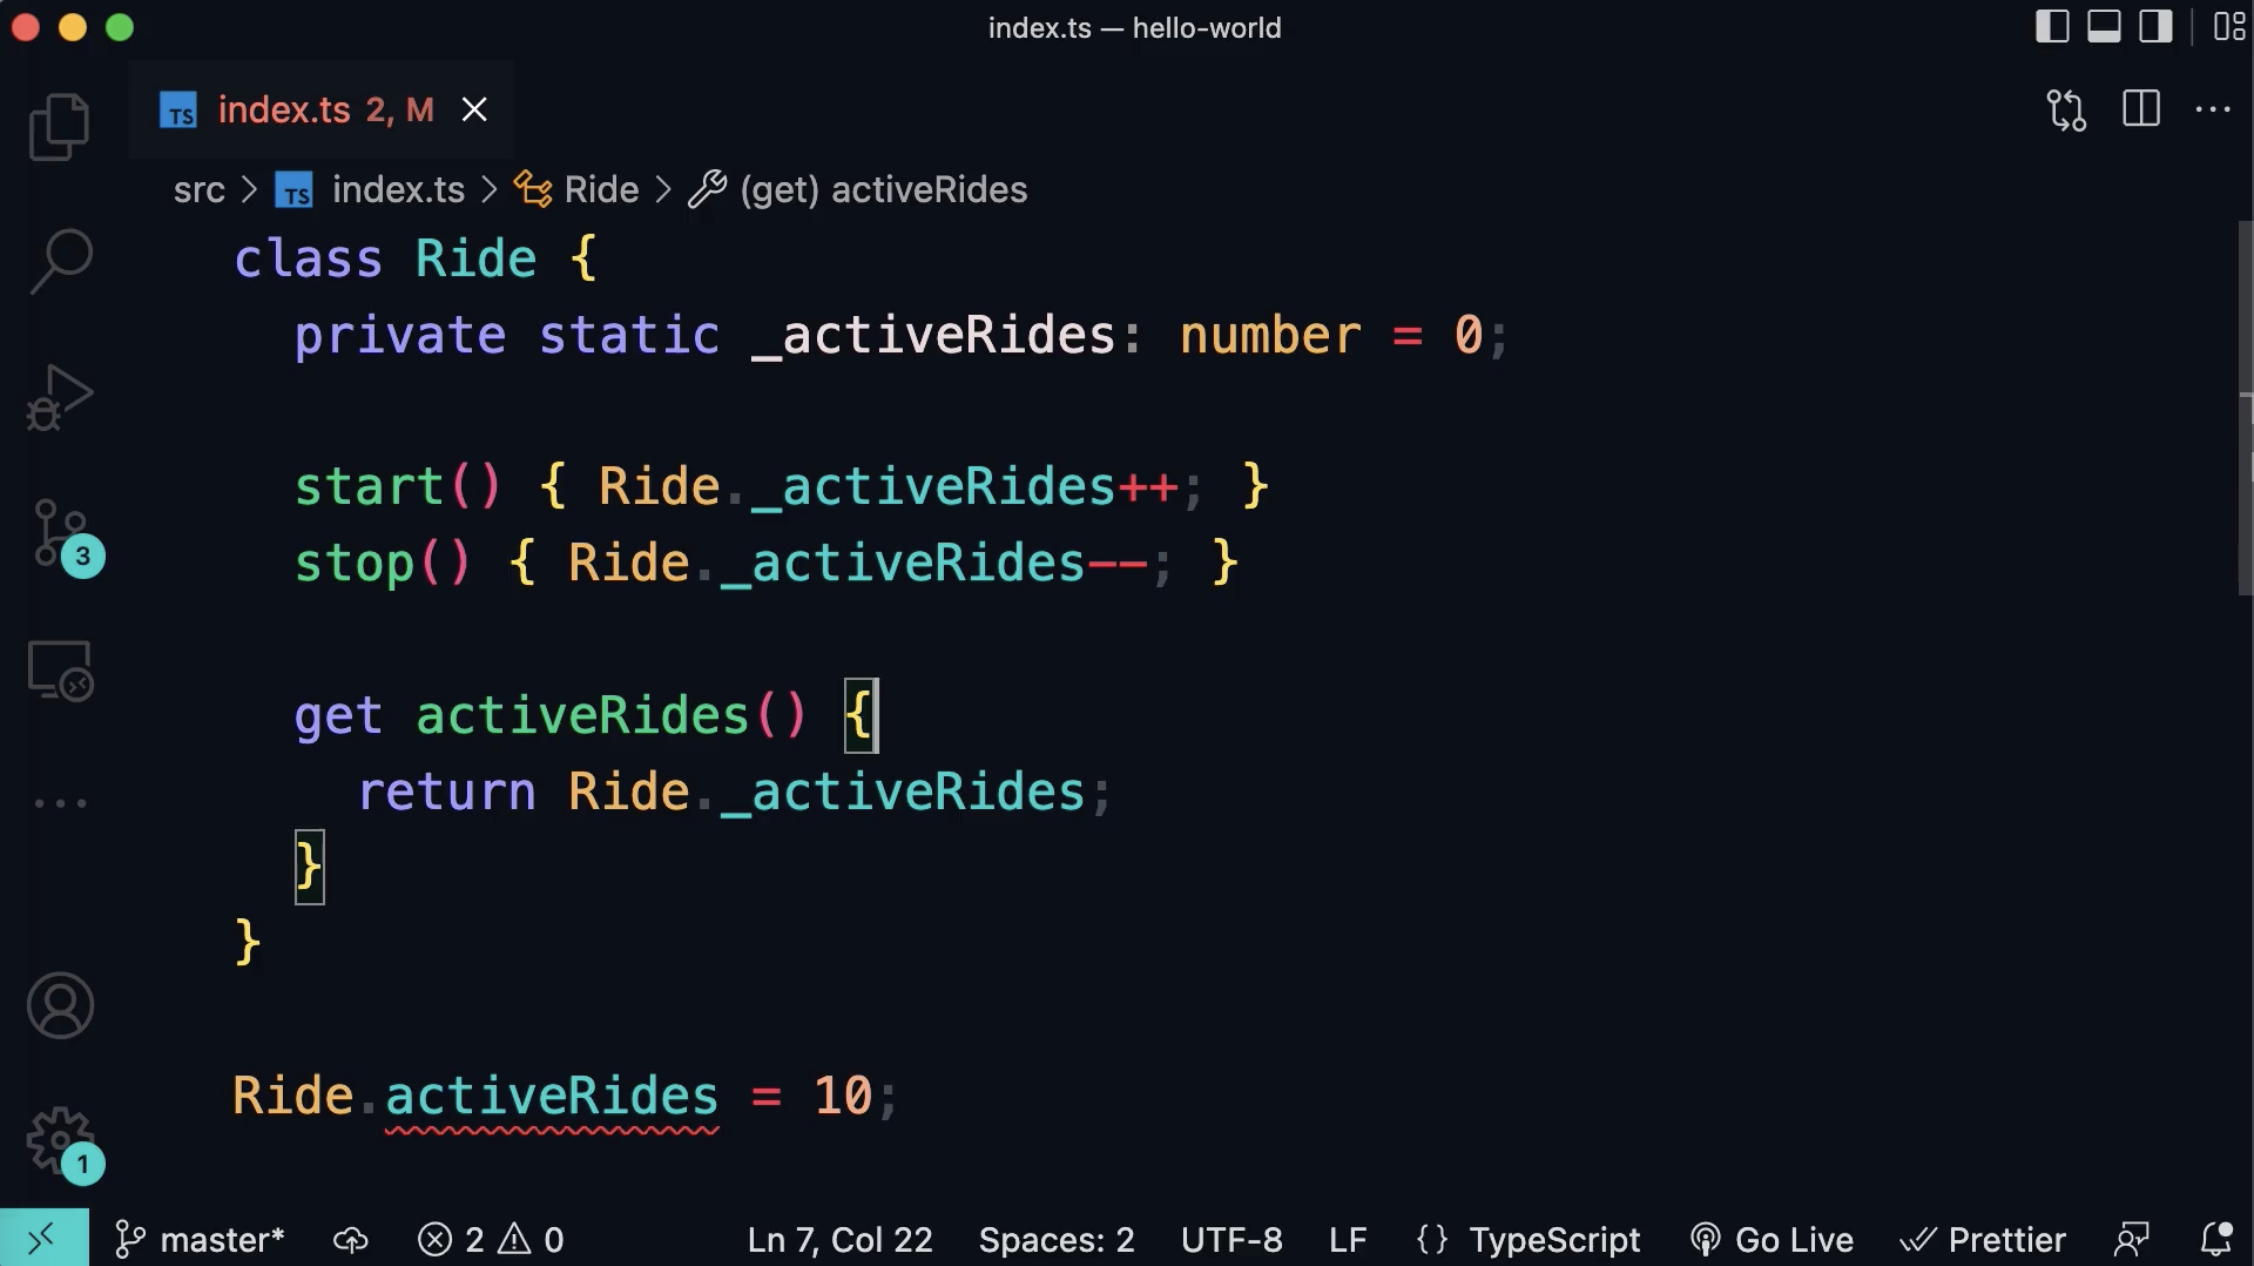 index.ts — hello-world
TS index.ts 2, M
src > TS index.ts > Ride > (get) activeRides
class Ride {
private static _activeRides: number = 0;
start() { Ride._activeRides++; }
stop() { Ride._activeRides--; }
get activeRides() {
return Ride._activeRides;
}
}
Ride.activeRides = 10;
3
1
master* 2 0 Ln 7, Col 22 Spaces: 2 UTF-8 LF {} TypeScript Go Live Prettier